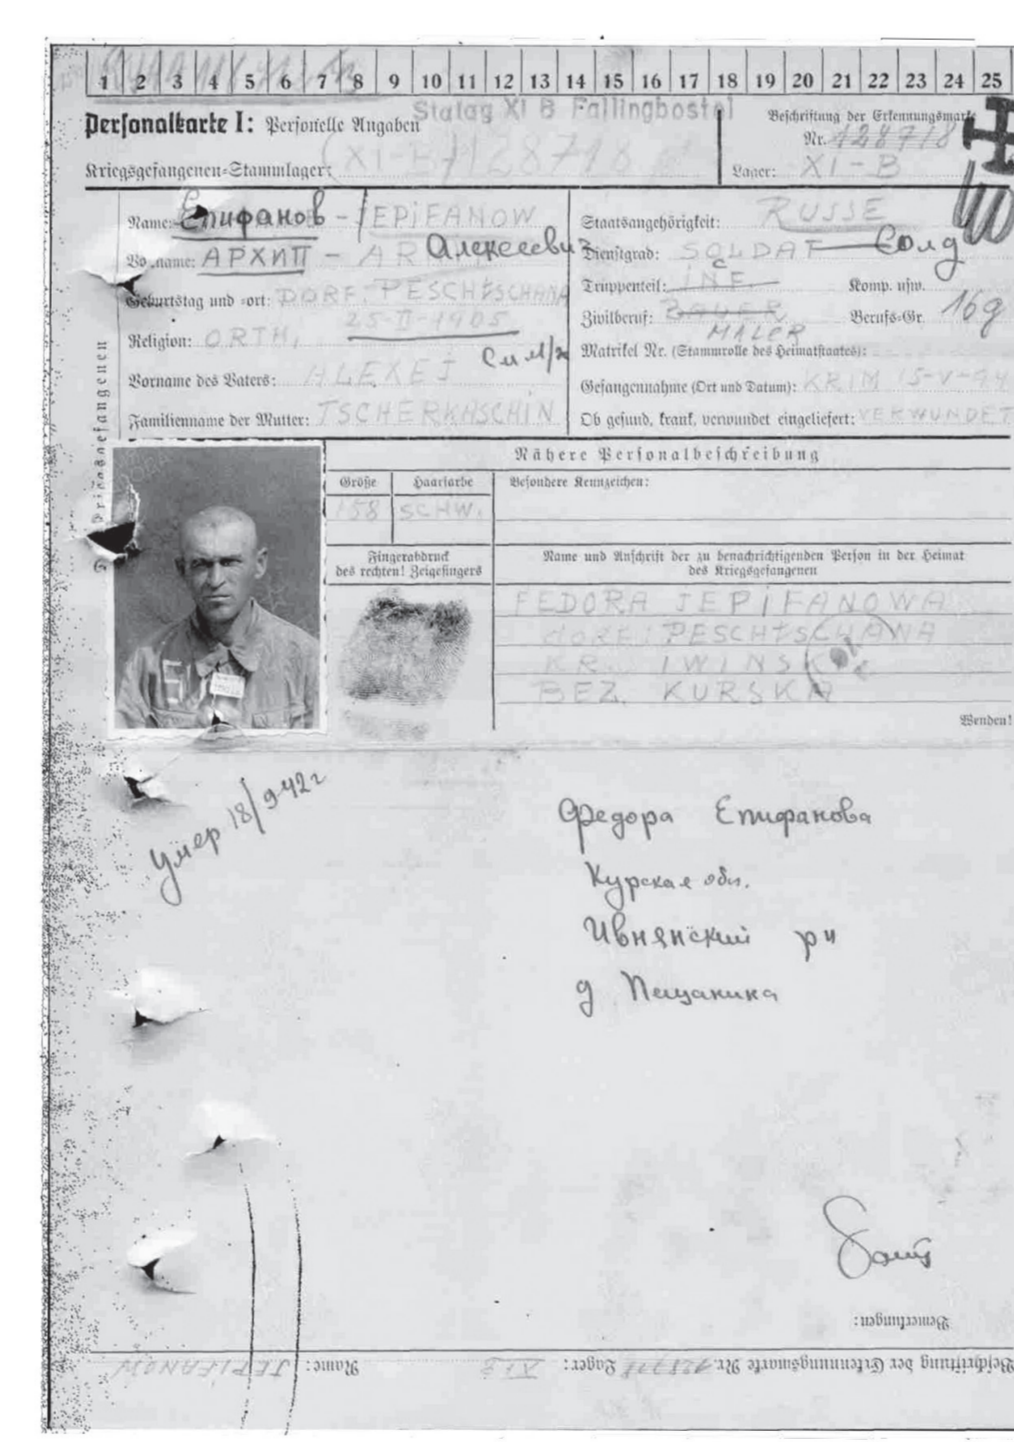 1 2 3 4 5 6 7 8 9 10 11 12 13 14 15 16 17 18 19 20 21 22 23 24 25
Stalag XI B Fallingbostel
Personalkarte I: Personelle Angaben
Beschriftung der Erkennungsmarke
Nr. 128718
Kriegsgefangenen-Stammlager: (XI-B) 128718
Lager: XI-B
Name: Епифанов - JEPIFANOW
Staatsangehörigkeit: RUSSE
Vorname: АРХИП - AR Алексеевич
Dienstgrad: SOLDAT Солд
Geburtstag und -ort: DORF. PESCHTSCHANA
25-II-1905
Truppenteil: INF. Komp. usw.
Zivilberuf: BAUER Berufs-Gr. 169
MALER
Religion: ORTH,
Matrikel Nr. (Stammrolle des Heimatstaates):
Vorname des Vaters: ALEXEJ
Gefangennahme (Ort und Datum): KRIM 15-V-
Familienname der Mutter: TSCHERKASCHIN
Ob gesund, krank, verwundet eingeliefert: VERWUNDET
Nähere Personalbeschreibung
Größe Haarfarbe Besondere Kennzeichen:
158 SCHW.
Fingerabdruck
des rechten! Zeigefingers
Name und Anschrift der zu benachrichtigenden Person in der Heimat
des Kriegsgefangenen
FEDORA JEPIFANOWA
DORF. PESCHTSCHANA
KR. IWINSK
BEZ. KURSKA
Wenden!
умер 18/9-42г
Федора Епифанова
Курская обл.
Ивнянский рн
д Пещаника
Bemerkungen:
Beschriftung der Erkennungsmarke Nr. 128718 Lager: XI B Name: JEPIFANOW